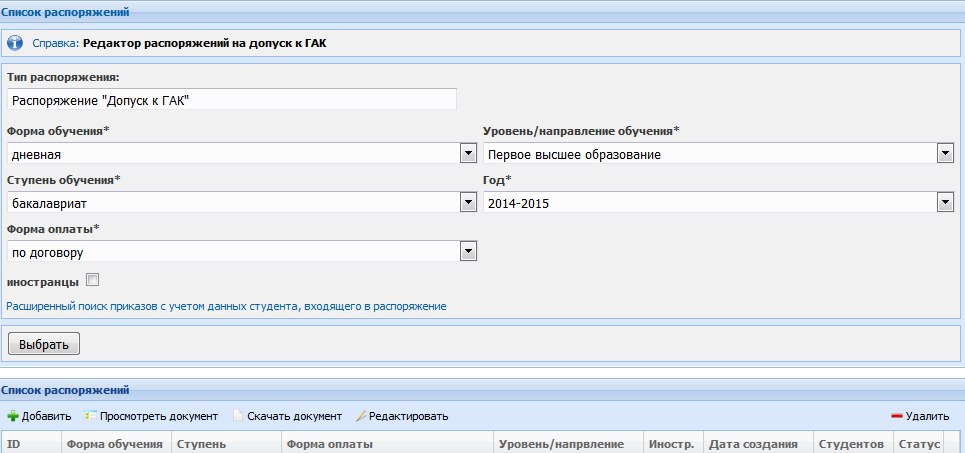 Список распоряжений
Справка: Редактор распоряжений на допуск к ГАК
Тип распоряжения:
Распоряжение "Допуск к ГАК"
Форма обучения* Уровень/направление обучения*
дневная Первое высшее образование
Ступень обучения* Год*
бакалавриат 2014-2015
Форма оплаты*
по договору
иностранцы
Расширенный поиск приказов с учетом данных студента, входящего в распоряжение
Выбрать
Список распоряжений
Добавить Просмотреть документ Скачать документ Редактировать Удалить
ID Форма обучения Ступень Форма оплаты Уровень/напрвление Иностр. Дата создания Студентов Статус